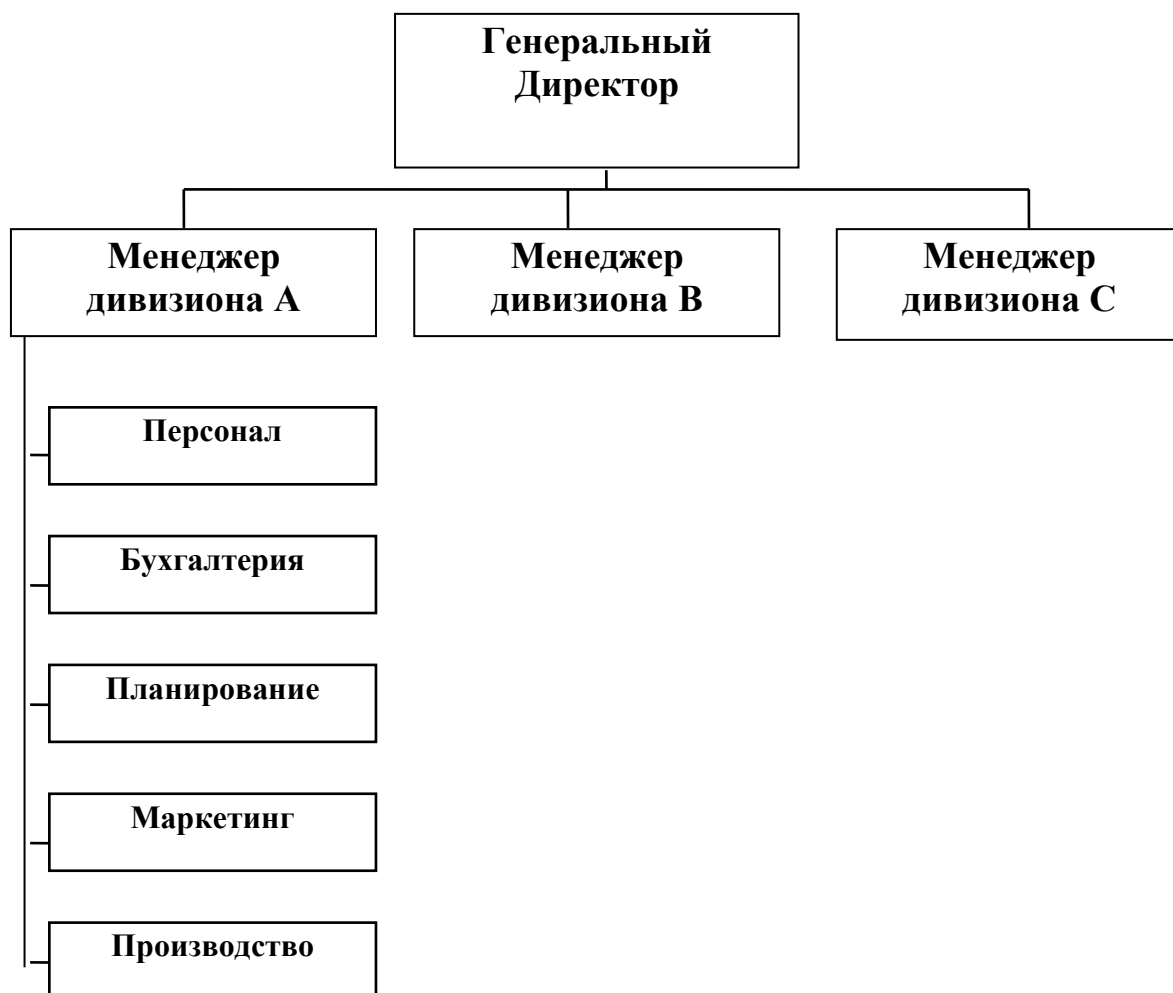 Генеральный
Директор
Менеджер
дивизиона А
Менеджер
дивизиона В
Менеджер
дивизиона С
Персонал
Бухгалтерия
Планирование
Маркетинг
Производство